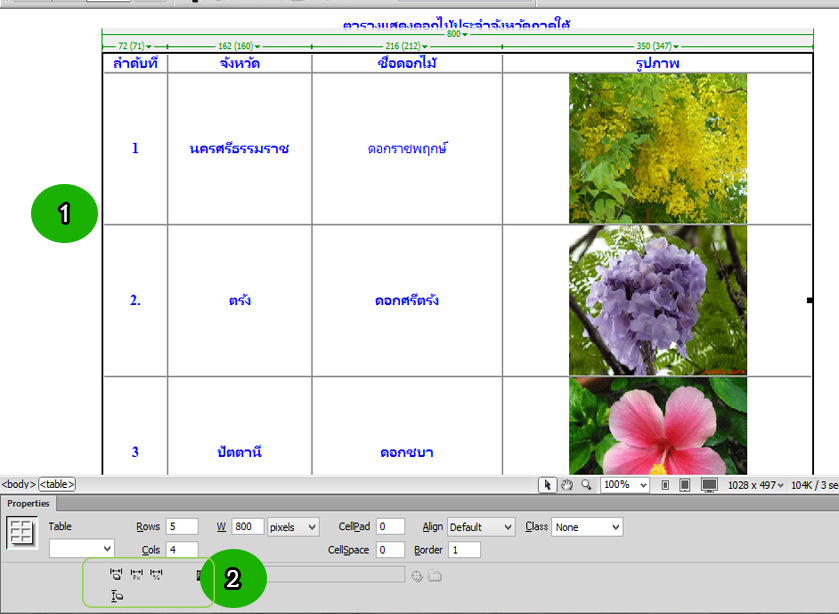 ตารางแสดงดอกไม้ประจำจังหวัดภาคใต้
800
72 (71) 162 (160) 216 (212) 350 (347)
ลำดับที่ จังหวัด ชื่อดอกไม้ รูปภาพ
1 นครศรีธรรมราช ดอกราชพฤกษ์
1
2. ตรัง ดอกศรีตรัง
3 ปัตตานี ดอกชบา
<body> <table> 100% 1028 x 497 104K / 3 se
Properties
Table Rows 5 W 800 pixels CellPad 0 Align Default Class None
Cols 4 CellSpace 0 Border 1
2